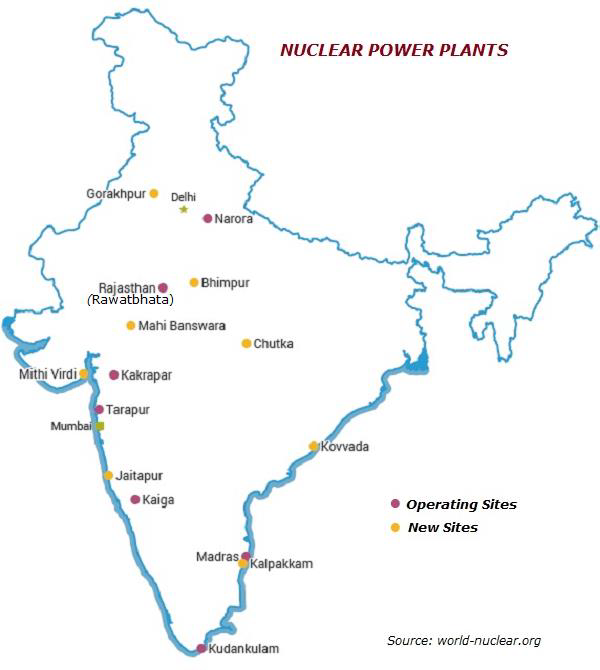 NUCLEAR POWER PLANTS
Gorakhpur
Delhi
Narora
Bhimpur
Rajasthan
(Rawatbhata)
Mahi Banswara
Chutka
Mithi Virdi
Kakrapar
Tarapur
Mumbai
Kovvada
Jaitapur
Kaiga
Operating Sites
New Sites
Madras
Kalpakkam
Kudankulam
Source: world-nuclear.org